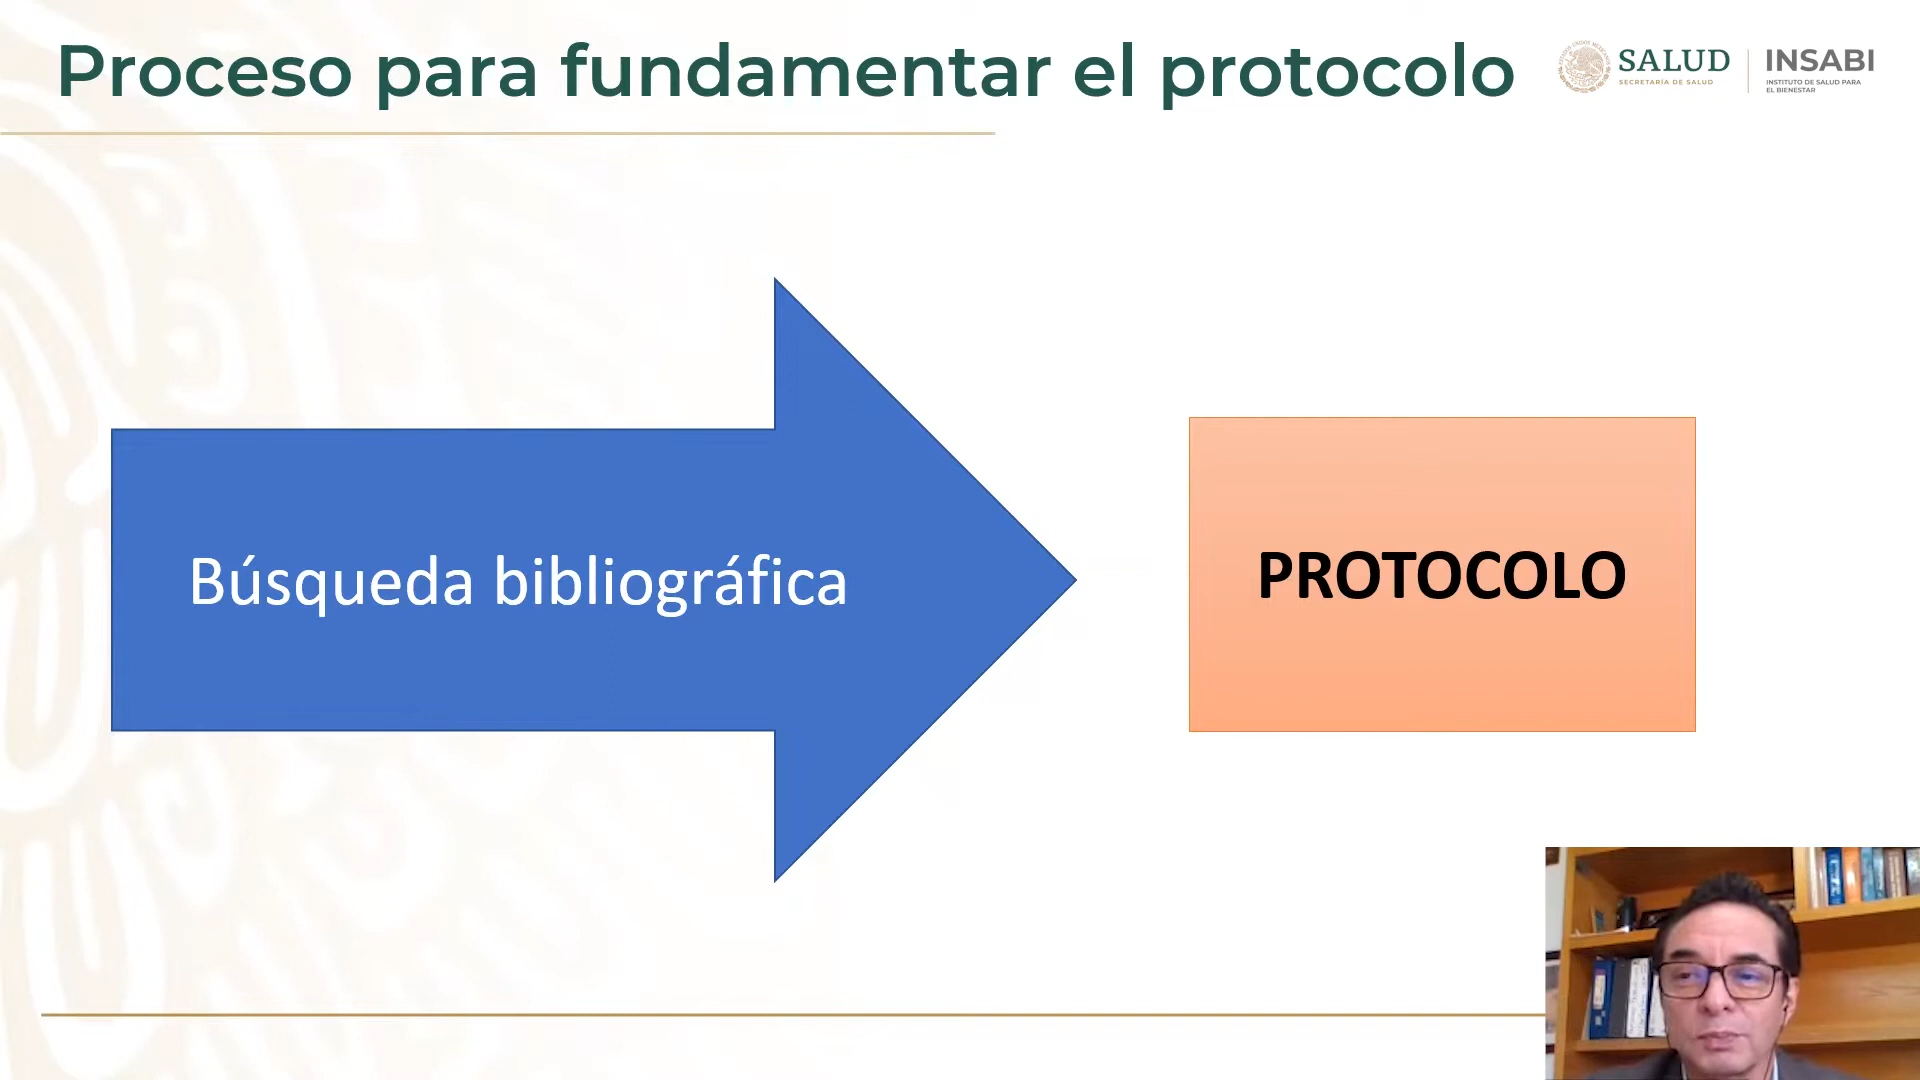 Proceso para fundamentar el protocolo
SALUD
SECRETARÍA DE SALUD
INSABI
INSTITUTO DE SALUD PARA
EL BIENESTAR
Búsqueda bibliográfica
PROTOCOLO